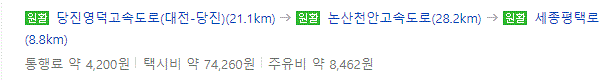 원활 당진영덕고속도로(대전-당진)(21.1km) → 원활 논산천안고속도로(28.2km) → 원활 세종평택로
(8.8km)
통행료 약 4,200원 | 택시비 약 74,260원 | 주유비 약 8,462원